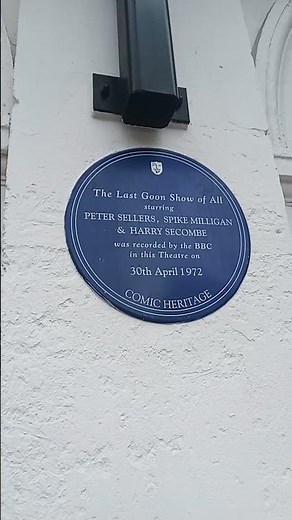 The Last Goon Show of All
starring
PETER SELLERS, SPIKE MILLIGAN
& HARRY SECOMBE
was recorded by the BBC
in this Theatre on
30th April 1972
COMIC HERITAGE